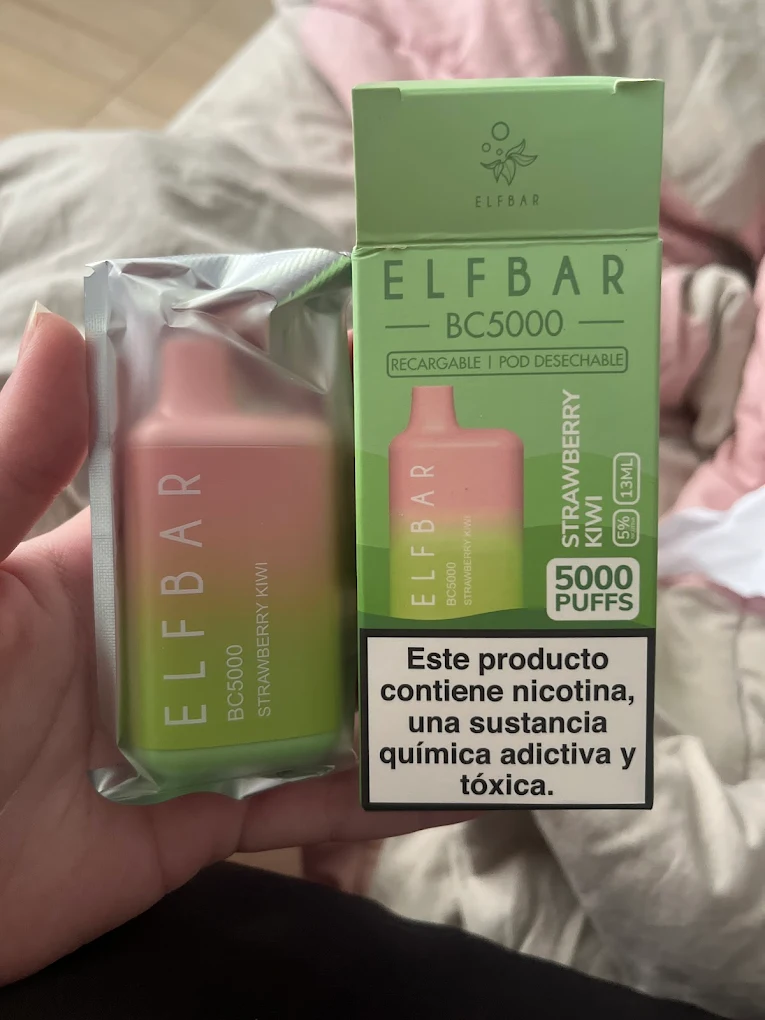 ELFBAR
ELFBAR
BC5000
RECARGABLE | POD DESECHABLE
STRAWBERRY
KIWI
5%
13ML
ELFBAR
BC5000
STRAWBERRY KIWI
5000
PUFFS
Este producto
contiene nicotina,
una sustancia
química adictiva y
tóxica.
ELFBAR
BC5000
STRAWBERRY KIWI